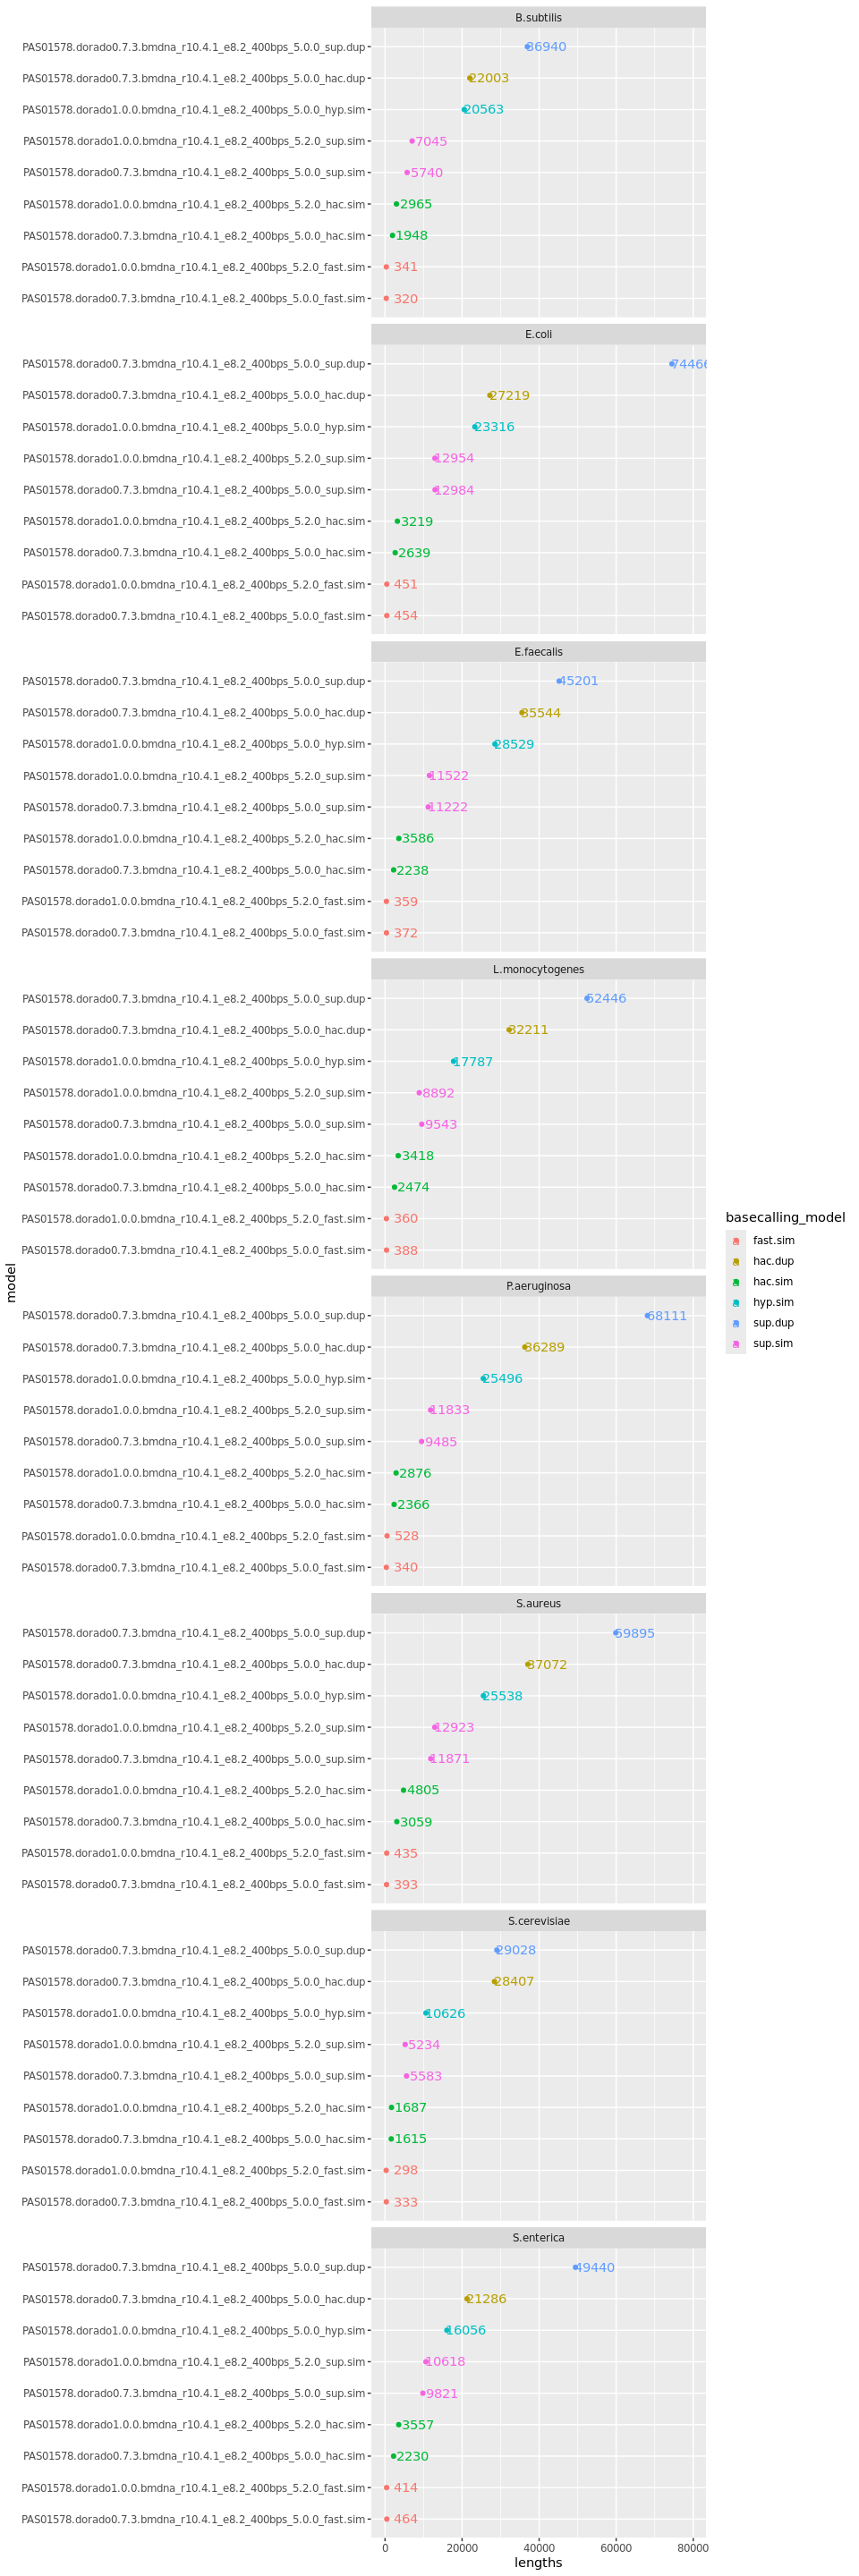 B.subtilis
PAS01578.dorado0.7.3.bmdna_r10.4.1_e8.2_400bps_5.0.0_sup.dup 36940
PAS01578.dorado0.7.3.bmdna_r10.4.1_e8.2_400bps_5.0.0_hac.dup 22003
PAS01578.dorado1.0.0.bmdna_r10.4.1_e8.2_400bps_5.0.0_hyp.sim 20563
PAS01578.dorado1.0.0.bmdna_r10.4.1_e8.2_400bps_5.2.0_sup.sim 7045
PAS01578.dorado0.7.3.bmdna_r10.4.1_e8.2_400bps_5.0.0_sup.sim 5740
PAS01578.dorado1.0.0.bmdna_r10.4.1_e8.2_400bps_5.2.0_hac.sim 2965
PAS01578.dorado0.7.3.bmdna_r10.4.1_e8.2_400bps_5.0.0_hac.sim 1948
PAS01578.dorado1.0.0.bmdna_r10.4.1_e8.2_400bps_5.2.0_fast.sim 341
PAS01578.dorado0.7.3.bmdna_r10.4.1_e8.2_400bps_5.0.0_fast.sim 320
E.coli
PAS01578.dorado0.7.3.bmdna_r10.4.1_e8.2_400bps_5.0.0_sup.dup 74466
PAS01578.dorado0.7.3.bmdna_r10.4.1_e8.2_400bps_5.0.0_hac.dup 27219
PAS01578.dorado1.0.0.bmdna_r10.4.1_e8.2_400bps_5.0.0_hyp.sim 23316
PAS01578.dorado1.0.0.bmdna_r10.4.1_e8.2_400bps_5.2.0_sup.sim 12954
PAS01578.dorado0.7.3.bmdna_r10.4.1_e8.2_400bps_5.0.0_sup.sim 12984
PAS01578.dorado1.0.0.bmdna_r10.4.1_e8.2_400bps_5.2.0_hac.sim 3219
PAS01578.dorado0.7.3.bmdna_r10.4.1_e8.2_400bps_5.0.0_hac.sim 2639
PAS01578.dorado1.0.0.bmdna_r10.4.1_e8.2_400bps_5.2.0_fast.sim 451
PAS01578.dorado0.7.3.bmdna_r10.4.1_e8.2_400bps_5.0.0_fast.sim 454
E.faecalis
PAS01578.dorado0.7.3.bmdna_r10.4.1_e8.2_400bps_5.0.0_sup.dup 45201
PAS01578.dorado0.7.3.bmdna_r10.4.1_e8.2_400bps_5.0.0_hac.dup 35544
PAS01578.dorado1.0.0.bmdna_r10.4.1_e8.2_400bps_5.0.0_hyp.sim 28529
PAS01578.dorado1.0.0.bmdna_r10.4.1_e8.2_400bps_5.2.0_sup.sim 11522
PAS01578.dorado0.7.3.bmdna_r10.4.1_e8.2_400bps_5.0.0_sup.sim 11222
PAS01578.dorado1.0.0.bmdna_r10.4.1_e8.2_400bps_5.2.0_hac.sim 3586
PAS01578.dorado0.7.3.bmdna_r10.4.1_e8.2_400bps_5.0.0_hac.sim 2238
PAS01578.dorado1.0.0.bmdna_r10.4.1_e8.2_400bps_5.2.0_fast.sim 359
PAS01578.dorado0.7.3.bmdna_r10.4.1_e8.2_400bps_5.0.0_fast.sim 372
L.monocytogenes
PAS01578.dorado0.7.3.bmdna_r10.4.1_e8.2_400bps_5.0.0_sup.dup 52446
PAS01578.dorado0.7.3.bmdna_r10.4.1_e8.2_400bps_5.0.0_hac.dup 32211
PAS01578.dorado1.0.0.bmdna_r10.4.1_e8.2_400bps_5.0.0_hyp.sim 17787
PAS01578.dorado1.0.0.bmdna_r10.4.1_e8.2_400bps_5.2.0_sup.sim 8892
PAS01578.dorado0.7.3.bmdna_r10.4.1_e8.2_400bps_5.0.0_sup.sim 9543
PAS01578.dorado1.0.0.bmdna_r10.4.1_e8.2_400bps_5.2.0_hac.sim 3418
PAS01578.dorado0.7.3.bmdna_r10.4.1_e8.2_400bps_5.0.0_hac.sim 2474
PAS01578.dorado1.0.0.bmdna_r10.4.1_e8.2_400bps_5.2.0_fast.sim 360
PAS01578.dorado0.7.3.bmdna_r10.4.1_e8.2_400bps_5.0.0_fast.sim 388
P.aeruginosa
PAS01578.dorado0.7.3.bmdna_r10.4.1_e8.2_400bps_5.0.0_sup.dup 68111
PAS01578.dorado0.7.3.bmdna_r10.4.1_e8.2_400bps_5.0.0_hac.dup 36289
PAS01578.dorado1.0.0.bmdna_r10.4.1_e8.2_400bps_5.0.0_hyp.sim 25496
PAS01578.dorado1.0.0.bmdna_r10.4.1_e8.2_400bps_5.2.0_sup.sim 11833
PAS01578.dorado0.7.3.bmdna_r10.4.1_e8.2_400bps_5.0.0_sup.sim 9485
PAS01578.dorado1.0.0.bmdna_r10.4.1_e8.2_400bps_5.2.0_hac.sim 2876
PAS01578.dorado0.7.3.bmdna_r10.4.1_e8.2_400bps_5.0.0_hac.sim 2366
PAS01578.dorado1.0.0.bmdna_r10.4.1_e8.2_400bps_5.2.0_fast.sim 528
PAS01578.dorado0.7.3.bmdna_r10.4.1_e8.2_400bps_5.0.0_fast.sim 340
S.aureus
PAS01578.dorado0.7.3.bmdna_r10.4.1_e8.2_400bps_5.0.0_sup.dup 59895
PAS01578.dorado0.7.3.bmdna_r10.4.1_e8.2_400bps_5.0.0_hac.dup 37072
PAS01578.dorado1.0.0.bmdna_r10.4.1_e8.2_400bps_5.0.0_hyp.sim 25538
PAS01578.dorado1.0.0.bmdna_r10.4.1_e8.2_400bps_5.2.0_sup.sim 12923
PAS01578.dorado0.7.3.bmdna_r10.4.1_e8.2_400bps_5.0.0_sup.sim 11871
PAS01578.dorado1.0.0.bmdna_r10.4.1_e8.2_400bps_5.2.0_hac.sim 4805
PAS01578.dorado0.7.3.bmdna_r10.4.1_e8.2_400bps_5.0.0_hac.sim 3059
PAS01578.dorado1.0.0.bmdna_r10.4.1_e8.2_400bps_5.2.0_fast.sim 435
PAS01578.dorado0.7.3.bmdna_r10.4.1_e8.2_400bps_5.0.0_fast.sim 393
S.cerevisiae
PAS01578.dorado0.7.3.bmdna_r10.4.1_e8.2_400bps_5.0.0_sup.dup 29028
PAS01578.dorado0.7.3.bmdna_r10.4.1_e8.2_400bps_5.0.0_hac.dup 28407
PAS01578.dorado1.0.0.bmdna_r10.4.1_e8.2_400bps_5.0.0_hyp.sim 10626
PAS01578.dorado1.0.0.bmdna_r10.4.1_e8.2_400bps_5.2.0_sup.sim 5234
PAS01578.dorado0.7.3.bmdna_r10.4.1_e8.2_400bps_5.0.0_sup.sim 5583
PAS01578.dorado1.0.0.bmdna_r10.4.1_e8.2_400bps_5.2.0_hac.sim 1687
PAS01578.dorado0.7.3.bmdna_r10.4.1_e8.2_400bps_5.0.0_hac.sim 1615
PAS01578.dorado1.0.0.bmdna_r10.4.1_e8.2_400bps_5.2.0_fast.sim 298
PAS01578.dorado0.7.3.bmdna_r10.4.1_e8.2_400bps_5.0.0_fast.sim 333
S.enterica
PAS01578.dorado0.7.3.bmdna_r10.4.1_e8.2_400bps_5.0.0_sup.dup 49440
PAS01578.dorado0.7.3.bmdna_r10.4.1_e8.2_400bps_5.0.0_hac.dup 21286
PAS01578.dorado1.0.0.bmdna_r10.4.1_e8.2_400bps_5.0.0_hyp.sim 16056
PAS01578.dorado1.0.0.bmdna_r10.4.1_e8.2_400bps_5.2.0_sup.sim 10618
PAS01578.dorado0.7.3.bmdna_r10.4.1_e8.2_400bps_5.0.0_sup.sim 9821
PAS01578.dorado1.0.0.bmdna_r10.4.1_e8.2_400bps_5.2.0_hac.sim 3557
PAS01578.dorado0.7.3.bmdna_r10.4.1_e8.2_400bps_5.0.0_hac.sim 2230
PAS01578.dorado1.0.0.bmdna_r10.4.1_e8.2_400bps_5.2.0_fast.sim 414
PAS01578.dorado0.7.3.bmdna_r10.4.1_e8.2_400bps_5.0.0_fast.sim 464
0 20000 40000 60000 80000
lengths
model
basecalling_model
a fast.sim
a hac.dup
a hac.sim
a hyp.sim
a sup.dup
a sup.sim